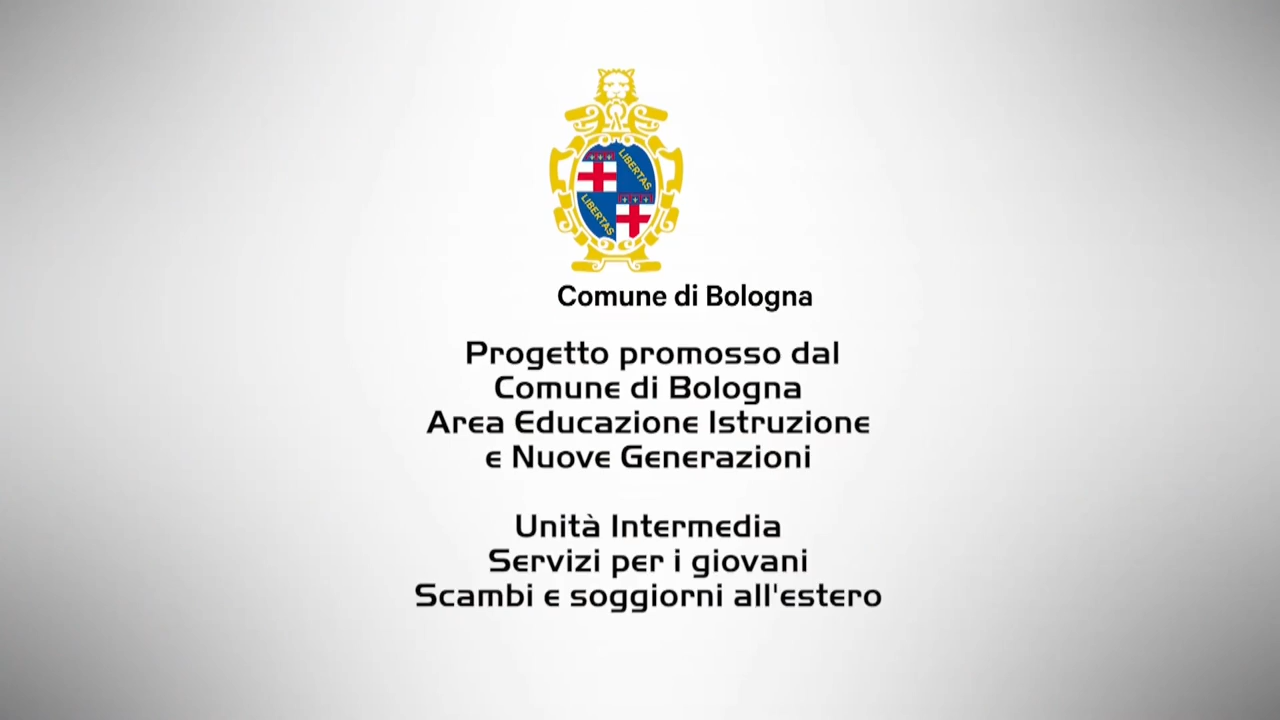 LIBERTAS
LIBERTAS
Comune di Bologna
Progetto promosso dal
Comune di Bologna
Area Educazione Istruzione
e Nuove Generazioni
Unità Intermedia
Servizi per i giovani
Scambi e soggiorni all'estero